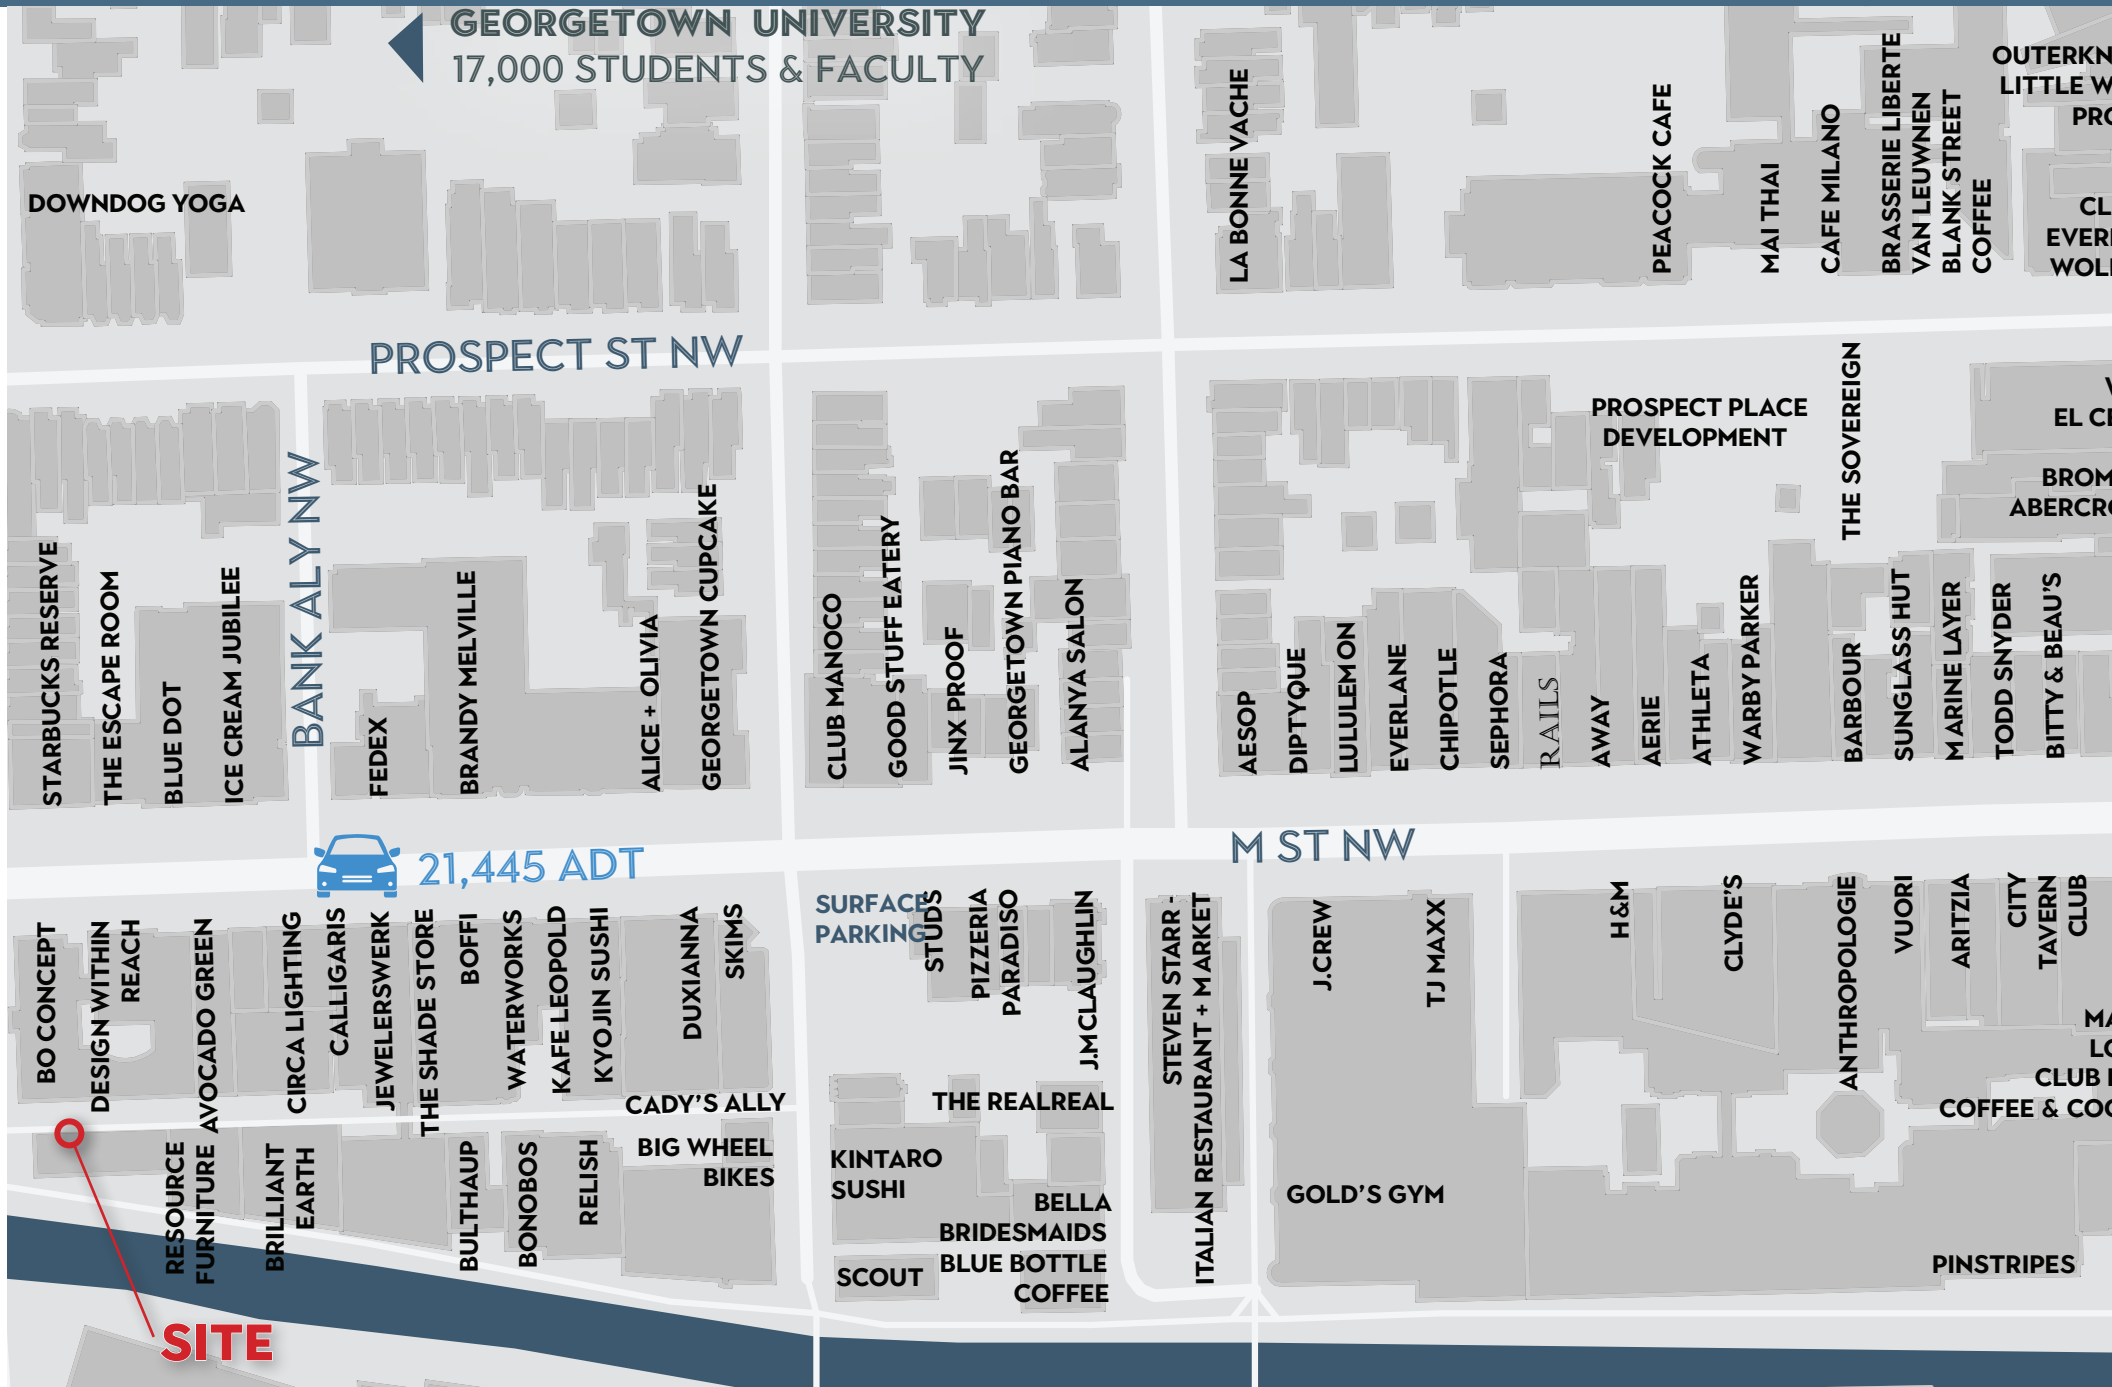 GEORGETOWN UNIVERSITY
17,000 STUDENTS & FACULTY
DOWNDOG YOGA
LA BONNE VACHE
PEACOCK CAFE
MAI THAI
CAFE MILANO
BRASSERIE LIBERTE
VAN LEUWNEN
BLANK STREET
COFFEE
LITTLE
PROSPECT ST NW
BANK ALY NW
PROSPECT PLACE
DEVELOPMENT
THE SOVEREIGN
EL
STARBUCKS RESERVE
THE ESCAPE ROOM
BLUE DOT
ICE CREAM JUBILEE
FEDEX
BRANDY MELVILLE
ALICE + OLIVIA
GEORGETOWN CUPCAKE
CLUB MANOCO
GOOD STUFF EATERY
JINX PROOF
GEORGETOWN PIANO BAR
ALANYA SALON
AESOP
DIPTYQUE
LULULEMON
EVERLANE
CHIPOTLE
SEPHORA
RAILS
AWAY
AERIE
ATHLETA
WARBY PARKER
BARBOUR
SUNGLASS HUT
MARINE LAYER
TODD SNYDER
BITTY & BEAU'S
M ST NW
21,445 ADT
BO CONCEPT
DESIGN WITHIN
REACH
AVOCADO GREEN
CIRCA LIGHTING
CALLIGARIS
JEWELERSWERK
THE SHADE STORE
BOFFI
WATERWORKS
KAFE LEOPOLD
KYOJIN SUSHI
DUXIANNA
SKIMS
SURFACE
PARKING
STUDS
PIZZERIA
PARADISO
J.MCLAUGHLIN
STEVEN STARR -
ITALIAN RESTAURANT + MARKET
J.CREW
TJ MAXX
H&M
CLYDE'S
ANTHROPOLOGIE
VUORI
ARITZIA
CITY
TAVERN
CLUB
CLUB
COFFEE &
CADY'S ALLY
THE REALREAL
RESOURCE
FURNITURE
BRILLIANT
EARTH
BULTHAUP
BONOBOS
RELISH
BIG WHEEL
BIKES
KINTARO
SUSHI
BELLA
BRIDESMAIDS
BLUE BOTTLE
COFFEE
SCOUT
GOLD'S GYM
PINSTRIPES
SITE